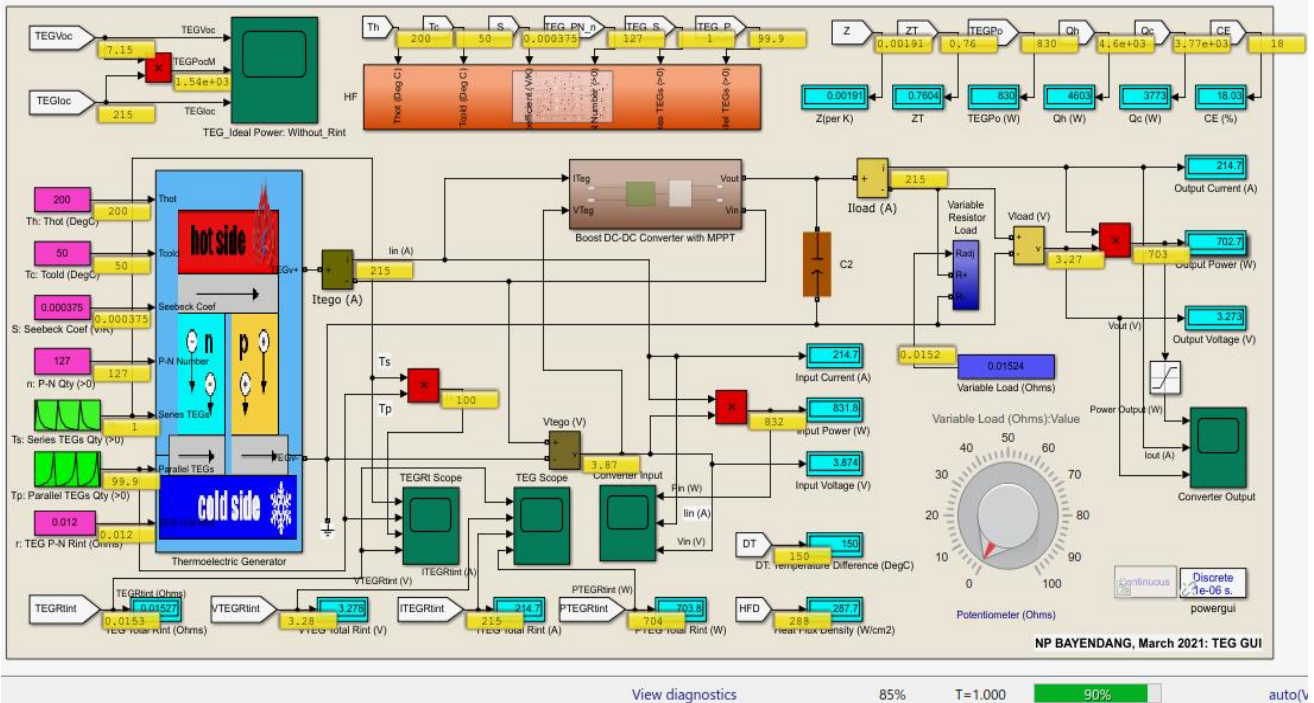 TEGVoc
7.15
TEGIoc
215
1.54e+03
TEGVoc
TEGPocM
TEGIoc
TEG_Ideal Power: Without_Rint
Th
200
Tc
50
S
0.000375
TEG_PN_n
127
TEG_S
1
TEG_P
99.9
HF
Thot (Deg C)
Tcold (Deg C)
Z
0.00191
ZT
0.76
TEGPo
830
Qh
4.6e+03
Qc
3.77e+03
CE
18
0.00191
0.7604
830
4603
3773
18.03
Z(per K)
ZT
TEGPo (W)
Qh (W)
Qc (W)
CE (%)
200
200
Th: Thot (DegC)
50
50
Tc: Tcold (DegC)
0.000375
0.000375
S: Seebeck Coef (V/K)
127
127
n: P-N Qty (>0)
1
Ts: Series TEGs Qty (>0)
99.9
Tp: Parallel TEGs Qty (>0)
0.012
0.012
r: TEG P-N Rint (Ohms)
Thot
Tcold
Seebeck Coef
P-N Number
Series TEGs
Parallel TEGs
hot side
n
p
cold side
TEGv+
TEGV-
Thermoelectric Generator
Itego (A)
215
Iin (A)
ITeg
VTeg
Vout
Vin
Boost DC-DC Converter with MPPT
C2
Iload (A)
215
Variable
Resistor
Load
Radj
R+
R-
Vload (V)
3.27
703
214.7
Output Current (A)
702.7
Output Power (W)
3.273
Output Voltage (V)
Vout (V)
Power Output (W)
Iout (A)
Converter Output
0.0152
0.01524
Variable Load (Ohms)
Ts
Tp
100
Vtego (V)
3.87
832
214.7
Input Current (A)
831.8
Input Power (W)
3.874
Input Voltage (V)
TEGRt Scope
TEG Scope
Converter Input
Pin (W)
Iin (A)
Vin (V)
DT
150
150
DT: Temperature Difference (DegC)
Variable Load (Ohms):Value
0
10
20
30
40
50
60
70
80
90
100
Potentiometer (Ohms)
Continuous
Discrete
1e-06 s.
powergui
TEGRtint
TEGRtint (Ohms)
0.01527
0.0153
TEG Total Rint (Ohms)
VTEGRtint
VTEGRtint (V)
3.278
3.28
VTEG Total Rint (V)
ITEGRtint
ITEGRtint (A)
214.7
215
ITEG Total Rint (A)
PTEGRtint
PTEGRtint (W)
703.8
704
PTEG Total Rint (W)
HFD
287.7
288
Heat Flux Density (W/cm2)
NP BAYENDANG, March 2021: TEG GUI
View diagnostics
85%
T=1.000
90%